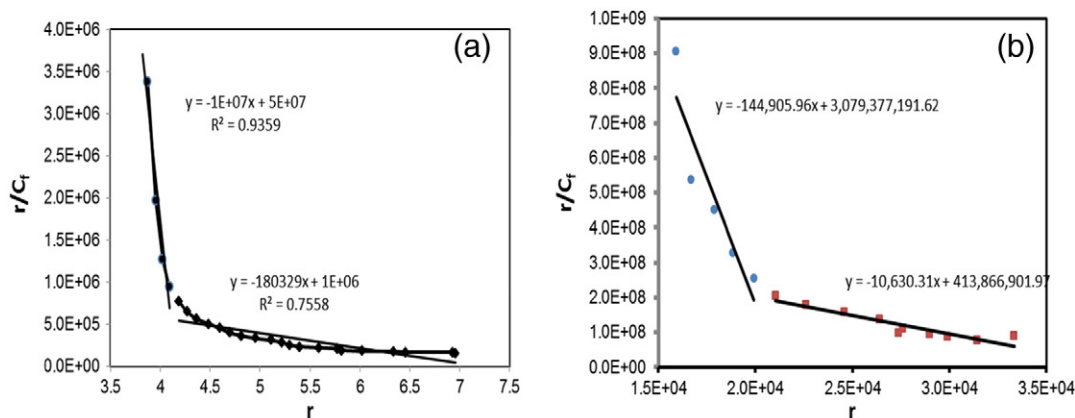 (a)
4.0E+06
3.5E+06
3.0E+06
2.5E+06
2.0E+06
1.5E+06
1.0E+06
5.0E+05
0.0E+00
r/Cf
y = -1E+07x + 5E+07
R² = 0.9359
y = -180329x + 1E+06
R² = 0.7558
3.5 4 4.5 5 5.5 6 6.5 7 7.5
r
(b)
1.0E+09
9.0E+08
8.0E+08
7.0E+08
6.0E+08
5.0E+08
4.0E+08
3.0E+08
2.0E+08
1.0E+08
0.0E+00
r/Cf
y = -144,905.96x + 3,079,377,191.62
y = -10,630.31x + 413,866,901.97
1.5E+04 2.0E+04 2.5E+04 3.0E+04 3.5E+04
r